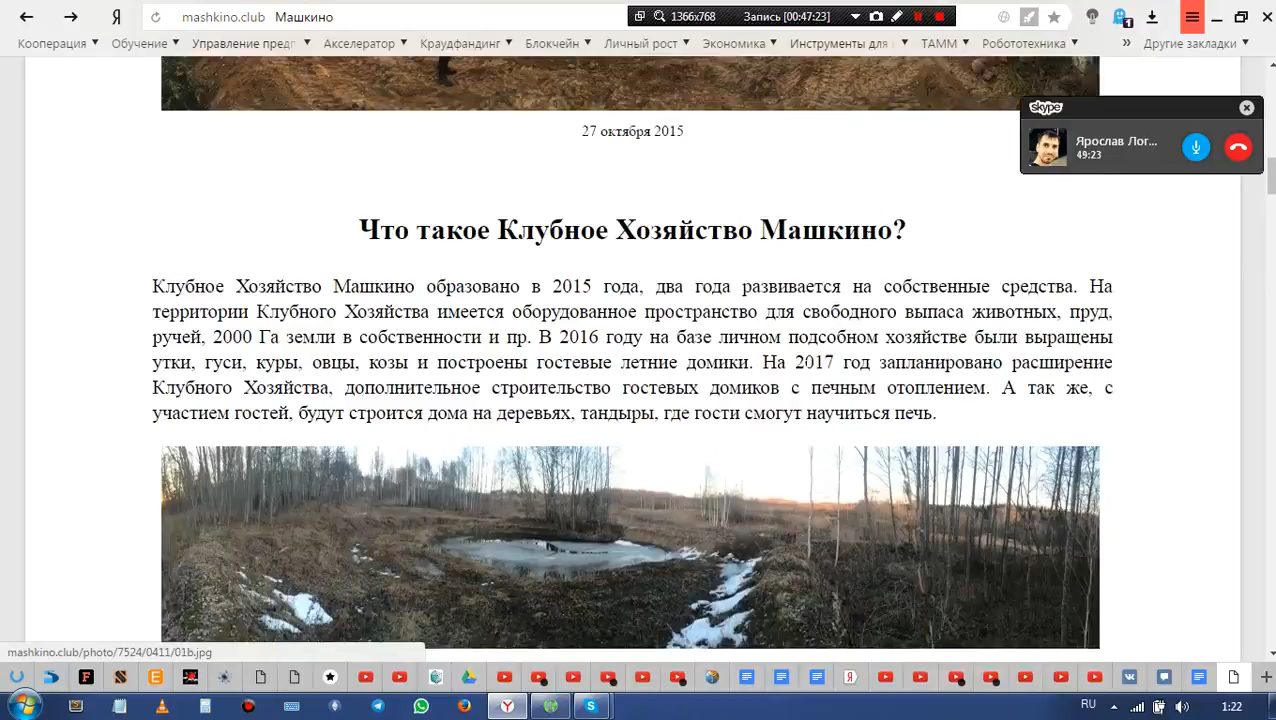 mashkino.club Машкино
1366x768 Запись [00:47:23]
1
Кооперация Обучение Управление пред Акселератор Краудфандинг Блокчейн Личный рост Экономика Инструменты для TAMM Робототехника » Другие закладки
27 октября 2015
skype
Ярослав Лог...
49:23
Что такое Клубное Хозяйство Машкино?
Клубное Хозяйство Машкино образовано в 2015 года, два года развивается на собственные средства. На
территории Клубного Хозяйства имеется оборудованное пространство для свободного выпаса животных, пруд,
ручей, 2000 Га земли в собственности и пр. В 2016 году на базе личном подсобном хозяйстве были выращены
утки, гуси, куры, овцы, козы и построены гостевые летние домики. На 2017 год запланировано расширение
Клубного Хозяйства, дополнительное строительство гостевых домиков с печным отоплением. А так же, с
участием гостей, будут строится дома на деревьях, тандыры, где гости смогут научиться печь.
mashkino.club/photo/7524/0411/01b.jpg
RU 1:22